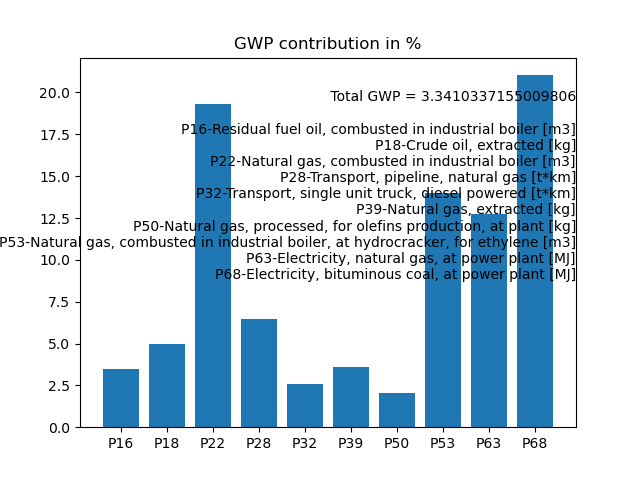 GWP contribution in %
20.0
17.5
15.0
12.5
10.0
7.5
5.0
2.5
0.0
Total GWP = 3.3410337155009806
P16-Residual fuel oil, combusted in industrial boiler [m3]
P18-Crude oil, extracted [kg]
P22-Natural gas, combusted in industrial boiler [m3]
P28-Transport, pipeline, natural gas [t*km]
P32-Transport, single unit truck, diesel powered [t*km]
P39-Natural gas, extracted [kg]
P50-Natural gas, processed, for olefins production, at plant [kg]
P53-Natural gas, combusted in industrial boiler, at hydrocracker, for ethylene [m3]
P63-Electricity, natural gas, at power plant [MJ]
P68-Electricity, bituminous coal, at power plant [MJ]
P16 P18 P22 P28 P32 P39 P50 P53 P63 P68